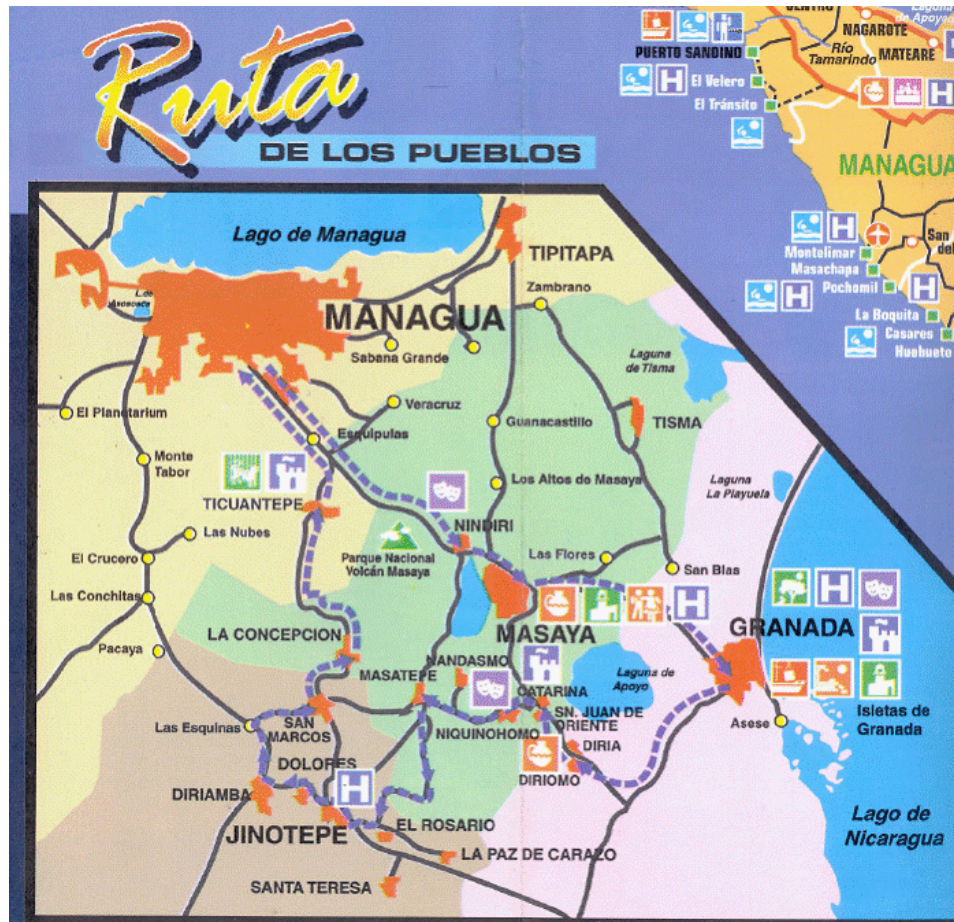 Ruta
DE LOS PUEBLOS
NAGAROTE
Río
Tamarindo
MATEARE
PUERTO SANDINO
H
El Velero
El Tránsito
H
MANAGUA
H
Montelimar
Masachapa
Pochomil
H
H
San
del
La Boquita
Casares
Huehuete
Lago de Managua
TIPITAPA
Zambrano
L. de
Asososca
MANAGUA
Sabana Grande
Laguna
de Tisma
El Planetarium
Veracruz
Esquipulas
Guanacastillo
TISMA
Monte
Tabor
TICUANTEPE
Los Altos de Masaya
Laguna
La Playuela
Las Nubes
NINDIRI
El Crucero
Parque Nacional
Volcán Masaya
Las Flores
San Blas
Las Conchitas
H
H
MASAYA
GRANADA
LA CONCEPCION
Pacaya
NANDASMO
MASATEPE
Laguna de
Apoyo
CATARINA
Las Esquinas
SAN
MARCOS
SN. JUAN DE
ORIENTE
NIQUINOHOMO
Asese
Isletas de
Granada
DIRIA
DOLORES
DIRIOMO
DIRIAMBA
H
JINOTEPE
EL ROSARIO
LA PAZ DE CARAZO
SANTA TERESA
Lago de
Nicaragua